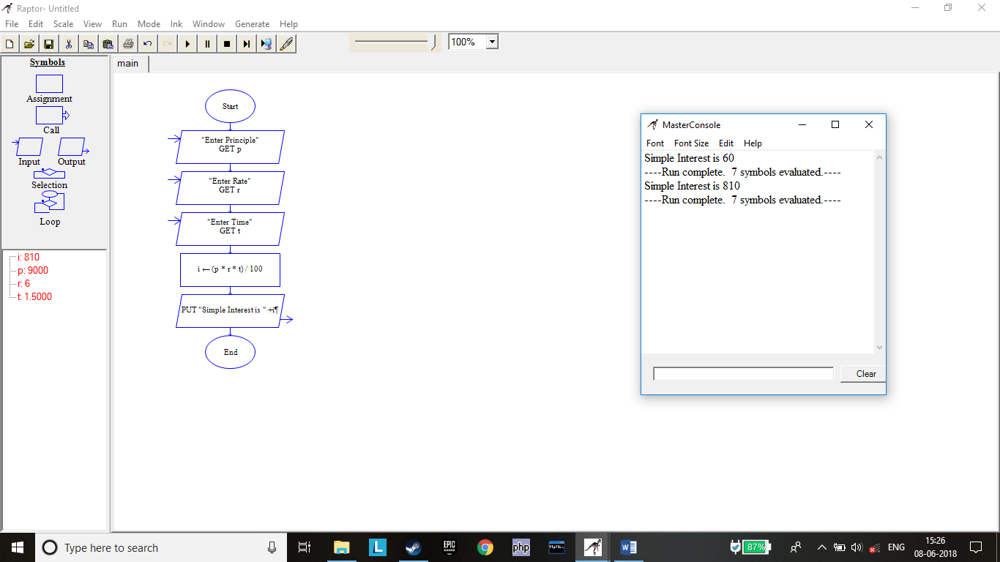 Raptor- Untitled
File Edit Scale View Run Mode Ink Window Generate Help
100%
Symbols
Assignment
Call
Input Output
Selection
Loop
i: 810
p: 9000
r: 6
t: 1.5000
main
Start
"Enter Principle"
GET p
"Enter Rate"
GET r
"Enter Time"
GET t
i ← (p * r * t) / 100
PUT "Simple Interest is " +i¶
End
MasterConsole
Font Font Size Edit Help
Simple Interest is 60
----Run complete.  7 symbols evaluated.----
Simple Interest is 810
----Run complete.  7 symbols evaluated.----
Clear
Type here to search
L
EPIC
GAMES
php
MySQL
W
87%
ENG
15:26
08-06-2018